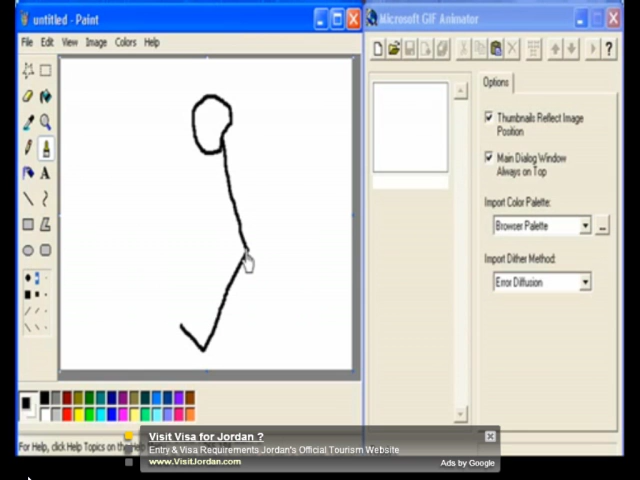 untitled - Paint
Microsoft GIF Animator
File Edit View Image Colors Help
Options
Thumbnails Reflect Image
Position
Main Dialog Window
Always on Top
Import Color Palette:
Browser Palette
...
Import Dither Method:
Error Diffusion
For Help, click Help Topics on the
Visit Visa for Jordan ?
Entry & Visa Requirements Jordan's Official Tourism Website
www.VisitJordan.com
Ads by Google